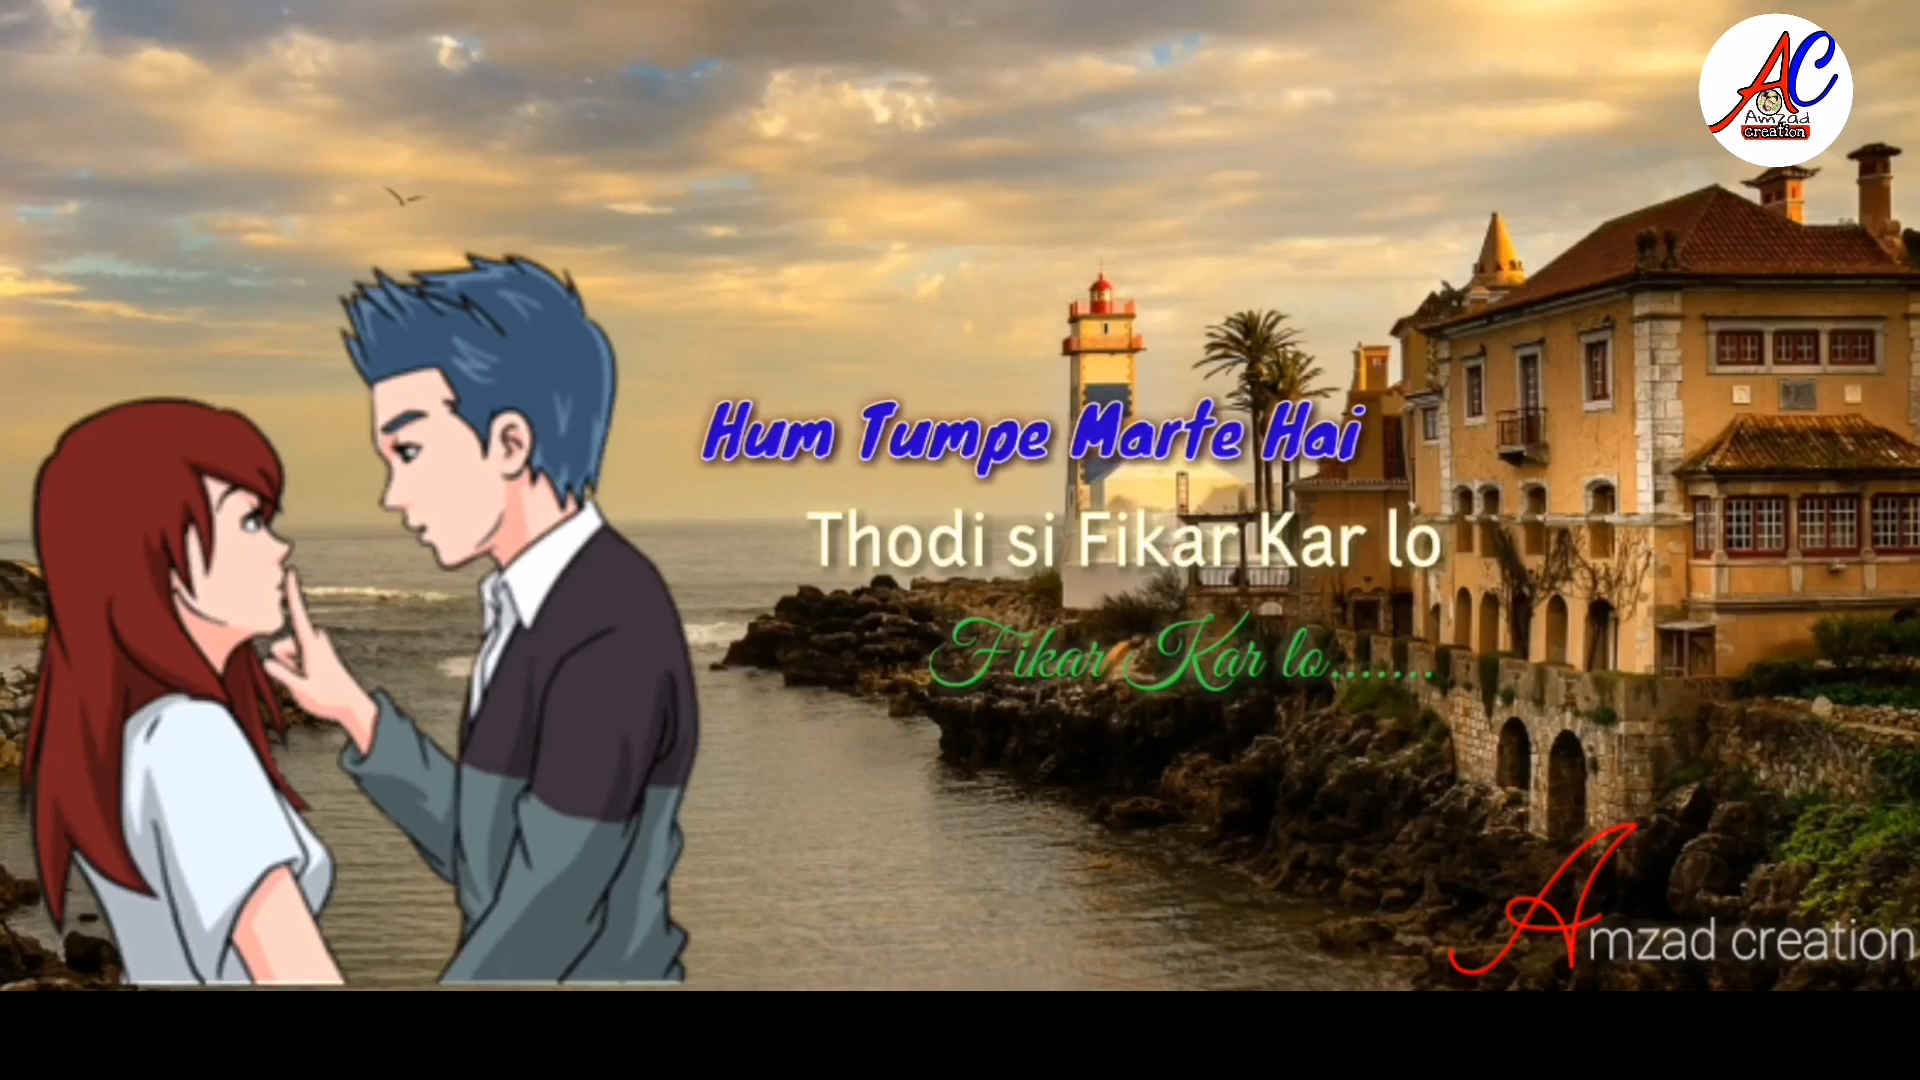 AC
Amzad
creation
Hum Tumpe Marte Hai
Thodi si Fikar Kar lo
Fikar Kar lo.......
Amzad creation